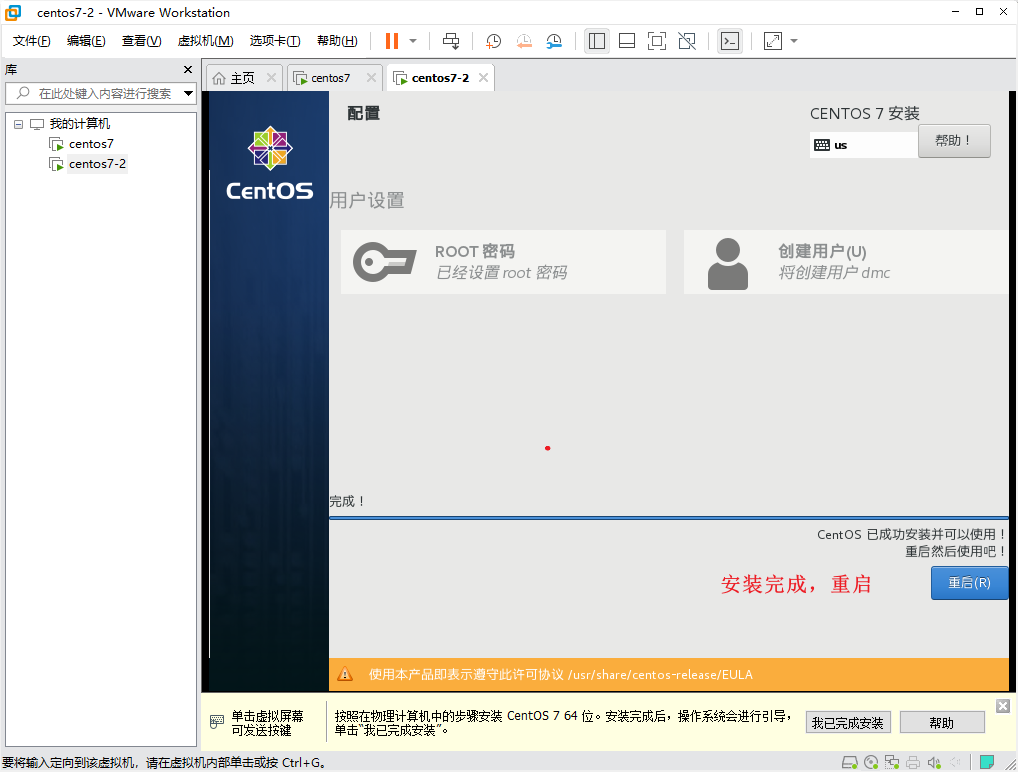 centos7-2 - VMware Workstation
文件(F) 编辑(E) 查看(V) 虚拟机(M) 选项卡(T) 帮助(H)
库
主页 centos7 centos7-2
在此处键入内容进行搜索
我的计算机
centos7
centos7-2
CentOS
配置
CENTOS 7 安装
us
帮助！
用户设置
ROOT 密码
已经设置 root 密码
创建用户(U)
将创建用户 dmc
完成！
CentOS 已成功安装并可以使用！
重启然后使用吧！
安装完成，重启
重启(R)
使用本产品即表示遵守此许可协议 /usr/share/centos-release/EULA
单击虚拟屏幕
可发送按键
按照在物理计算机中的步骤安装 CentOS 7 64 位。安装完成后，操作系统会进行引导，
单击“我已完成安装”。
我已完成安装
帮助
要将输入定向到该虚拟机，请在虚拟机内部单击或按 Ctrl+G。